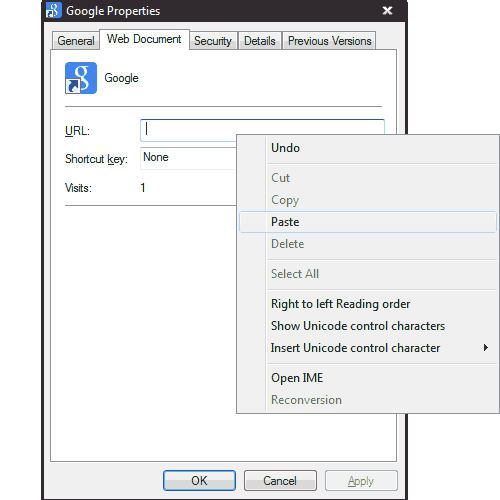 Google Properties
General Web Document Security Details Previous Versions
Google
URL:
Shortcut key: None
Visits: 1
Undo
Cut
Copy
Paste
Delete
Select All
Right to left Reading order
Show Unicode control characters
Insert Unicode control character
Open IME
Reconversion
OK Cancel Apply